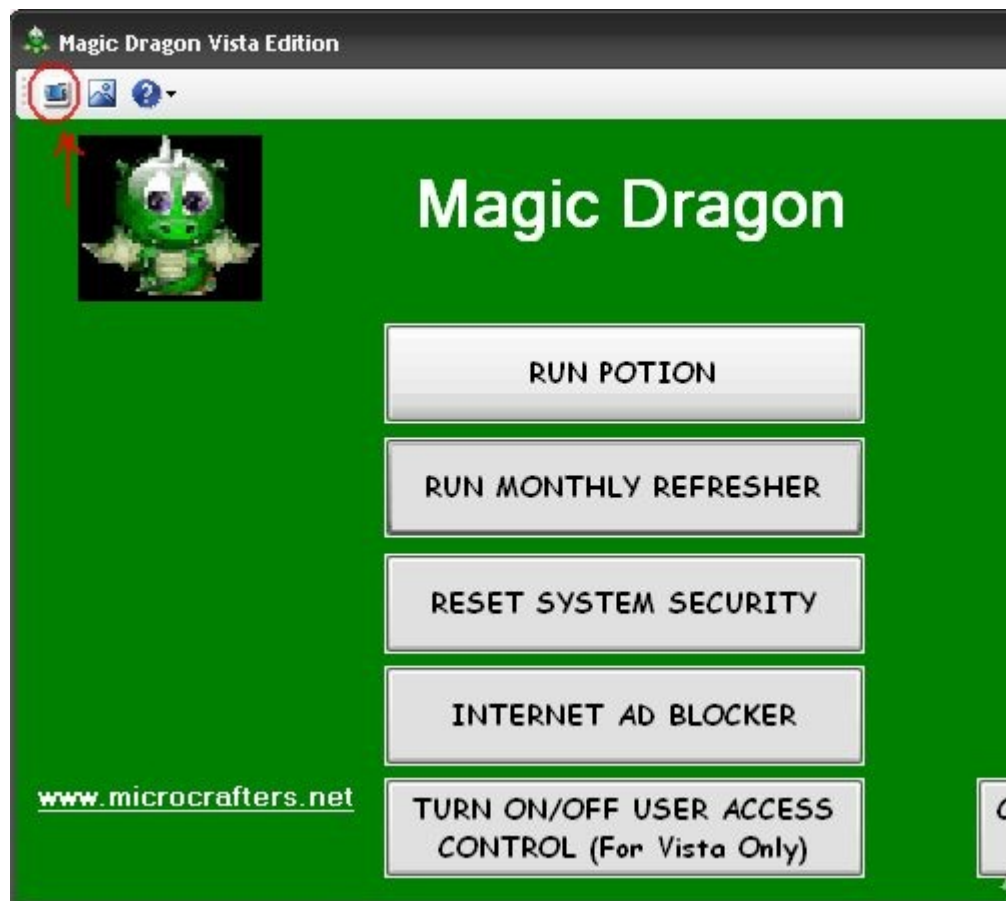 Magic Dragon Vista Edition
Magic Dragon
RUN POTION
RUN MONTHLY REFRESHER
RESET SYSTEM SECURITY
INTERNET AD BLOCKER
www.microcrafters.net
TURN ON/OFF USER ACCESS
CONTROL (For Vista Only)